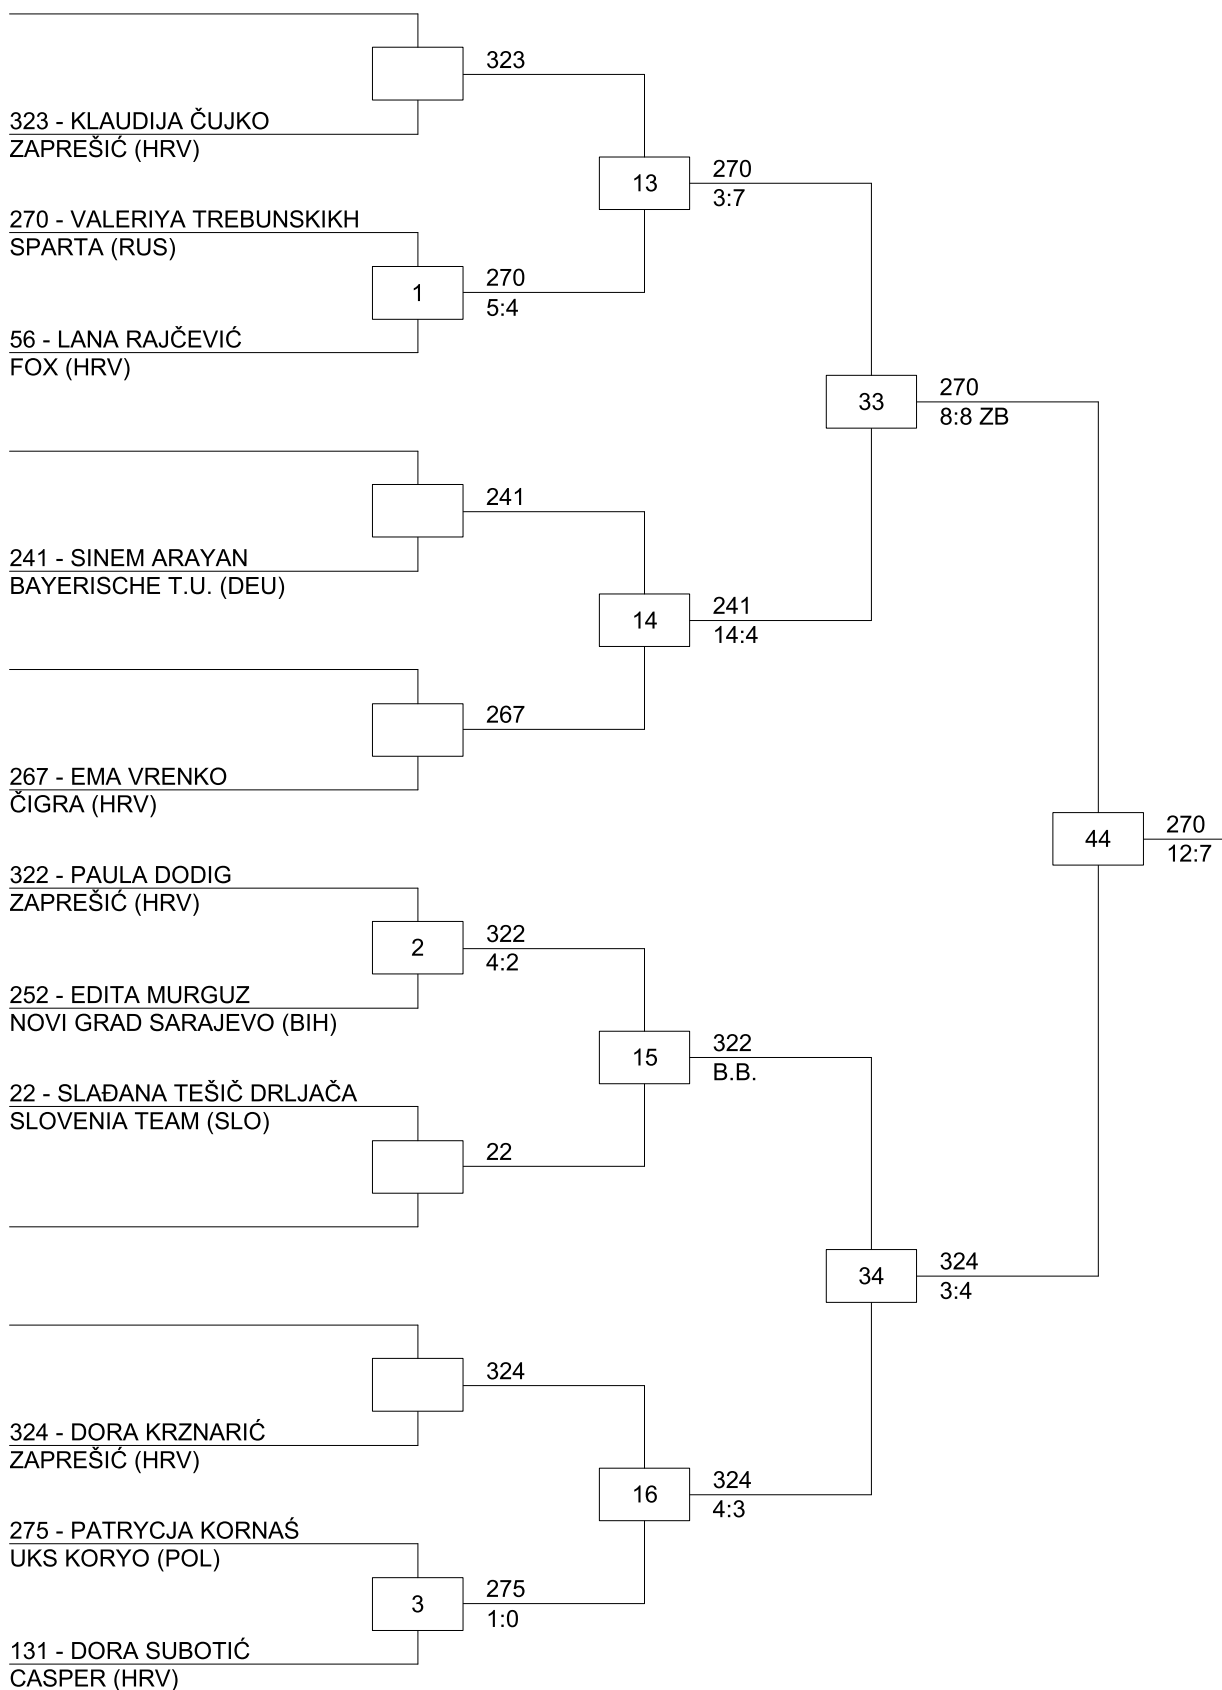 323
323 - KLAUDIJA ČUJKO
ZAPREŠIĆ (HRV)
13
270
3:7
270 - VALERIYA TREBUNSKIKH
SPARTA (RUS)
1
270
5:4
56 - LANA RAJČEVIĆ
FOX (HRV)
33
270
8:8 ZB
241
241 - SINEM ARAYAN
BAYERISCHE T.U. (DEU)
14
241
14:4
267
267 - EMA VRENKO
ČIGRA (HRV)
44
270
12:7
322 - PAULA DODIG
ZAPREŠIĆ (HRV)
2
322
4:2
252 - EDITA MURGUZ
NOVI GRAD SARAJEVO (BIH)
15
322
B.B.
22 - SLAĐANA TEŠIČ DRLJAČA
SLOVENIA TEAM (SLO)
22
34
324
3:4
324
324 - DORA KRZNARIĆ
ZAPREŠIĆ (HRV)
16
324
4:3
275 - PATRYCJA KORNAŚ
UKS KORYO (POL)
3
275
1:0
131 - DORA SUBOTIĆ
CASPER (HRV)